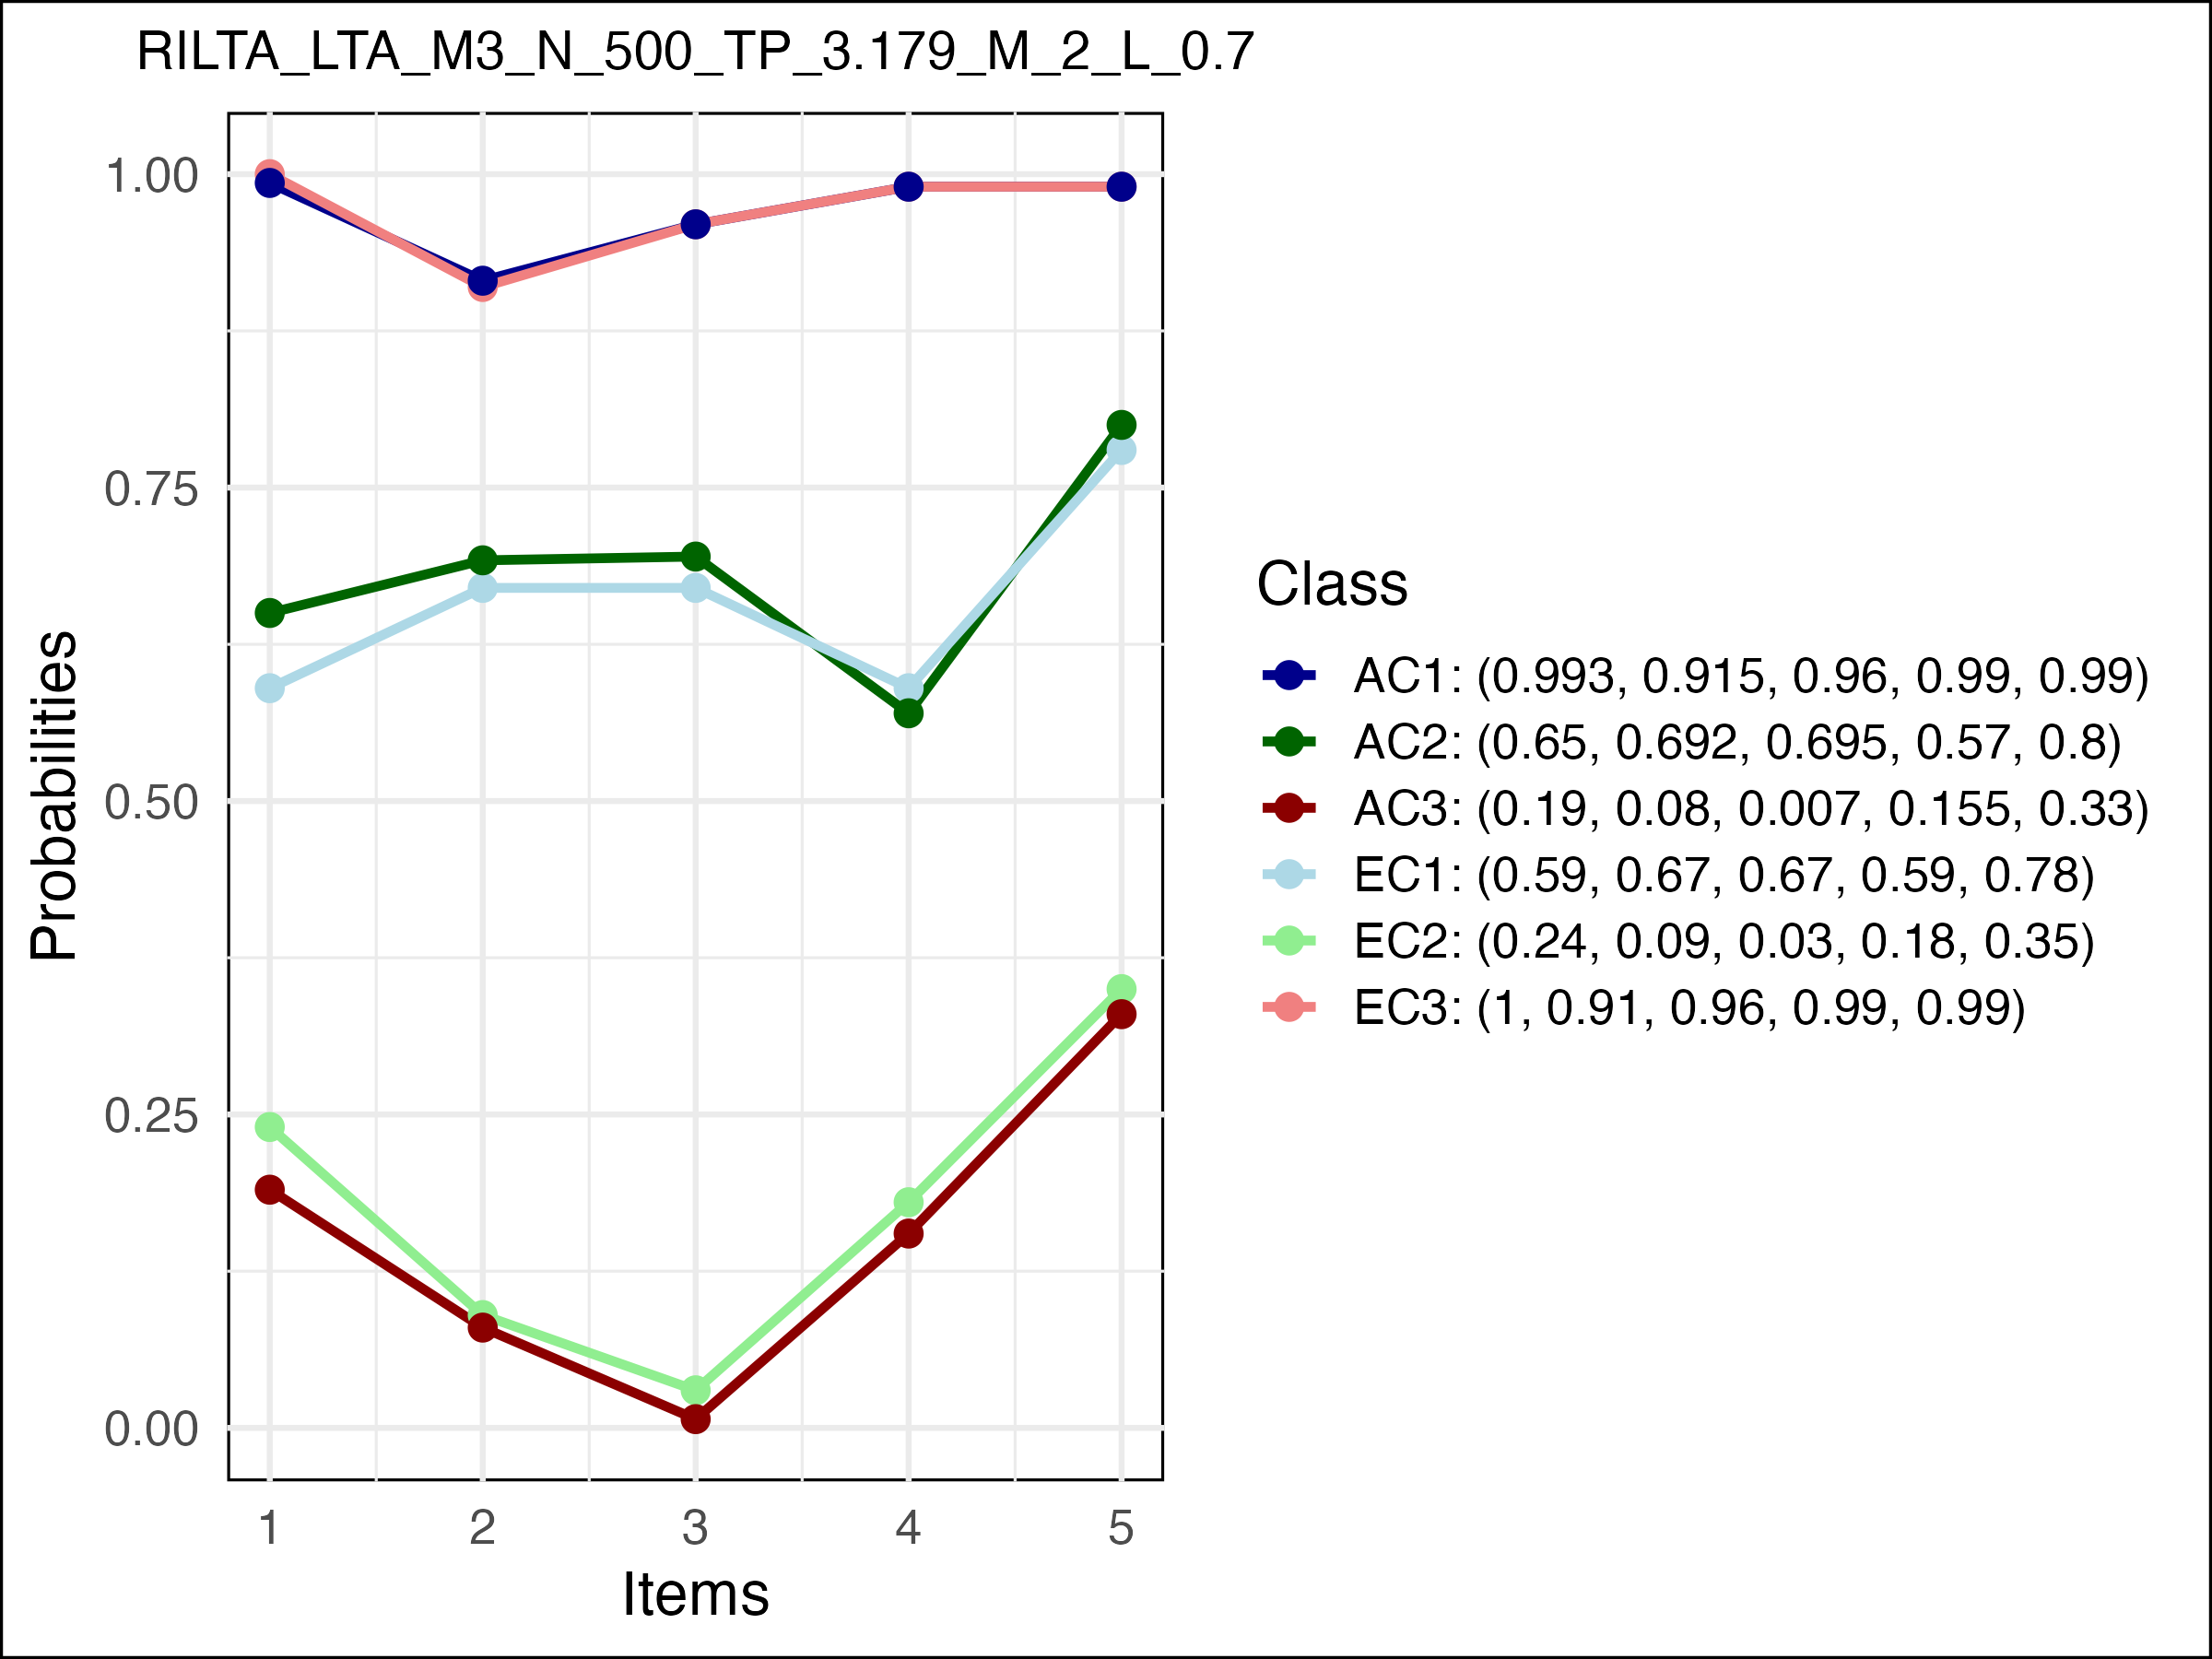 RILTA_LTA_M3_N_500_TP_3.179_M_2_L_0.7
1.00
0.75
0.50
0.25
0.00
Probabilities
1 2 3 4 5
Items
Class
AC1: (0.993, 0.915, 0.96, 0.99, 0.99)
AC2: (0.65, 0.692, 0.695, 0.57, 0.8)
AC3: (0.19, 0.08, 0.007, 0.155, 0.33)
EC1: (0.59, 0.67, 0.67, 0.59, 0.78)
EC2: (0.24, 0.09, 0.03, 0.18, 0.35)
EC3: (1, 0.91, 0.96, 0.99, 0.99)